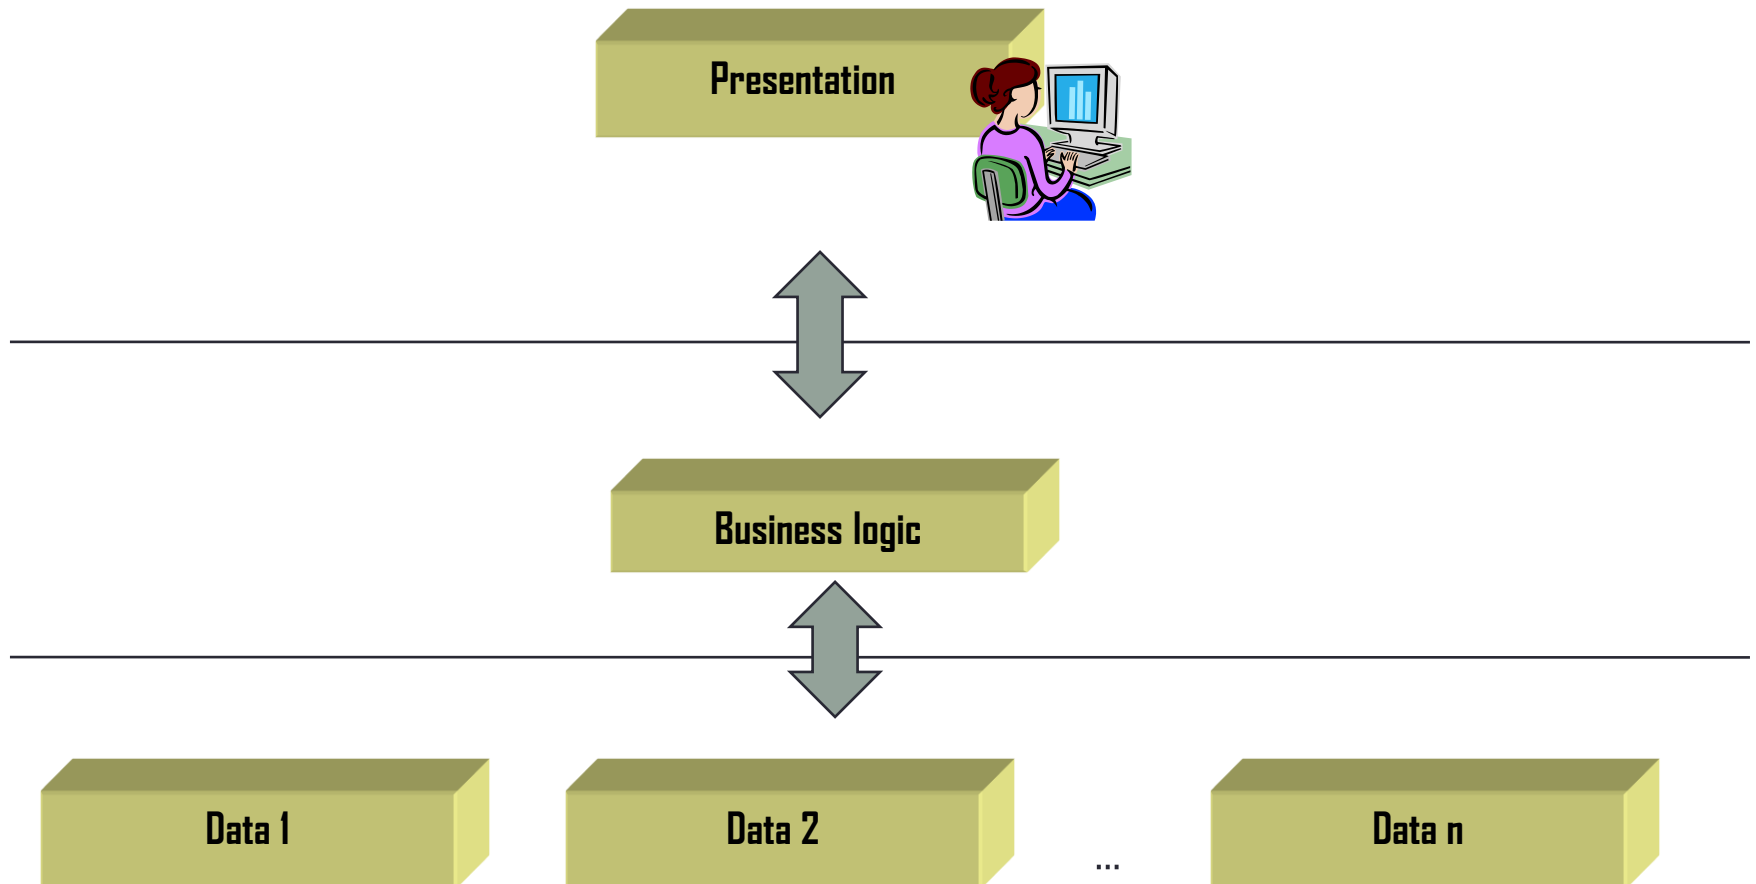 Presentation
Business logic
Data 1
Data 2
...
Data n